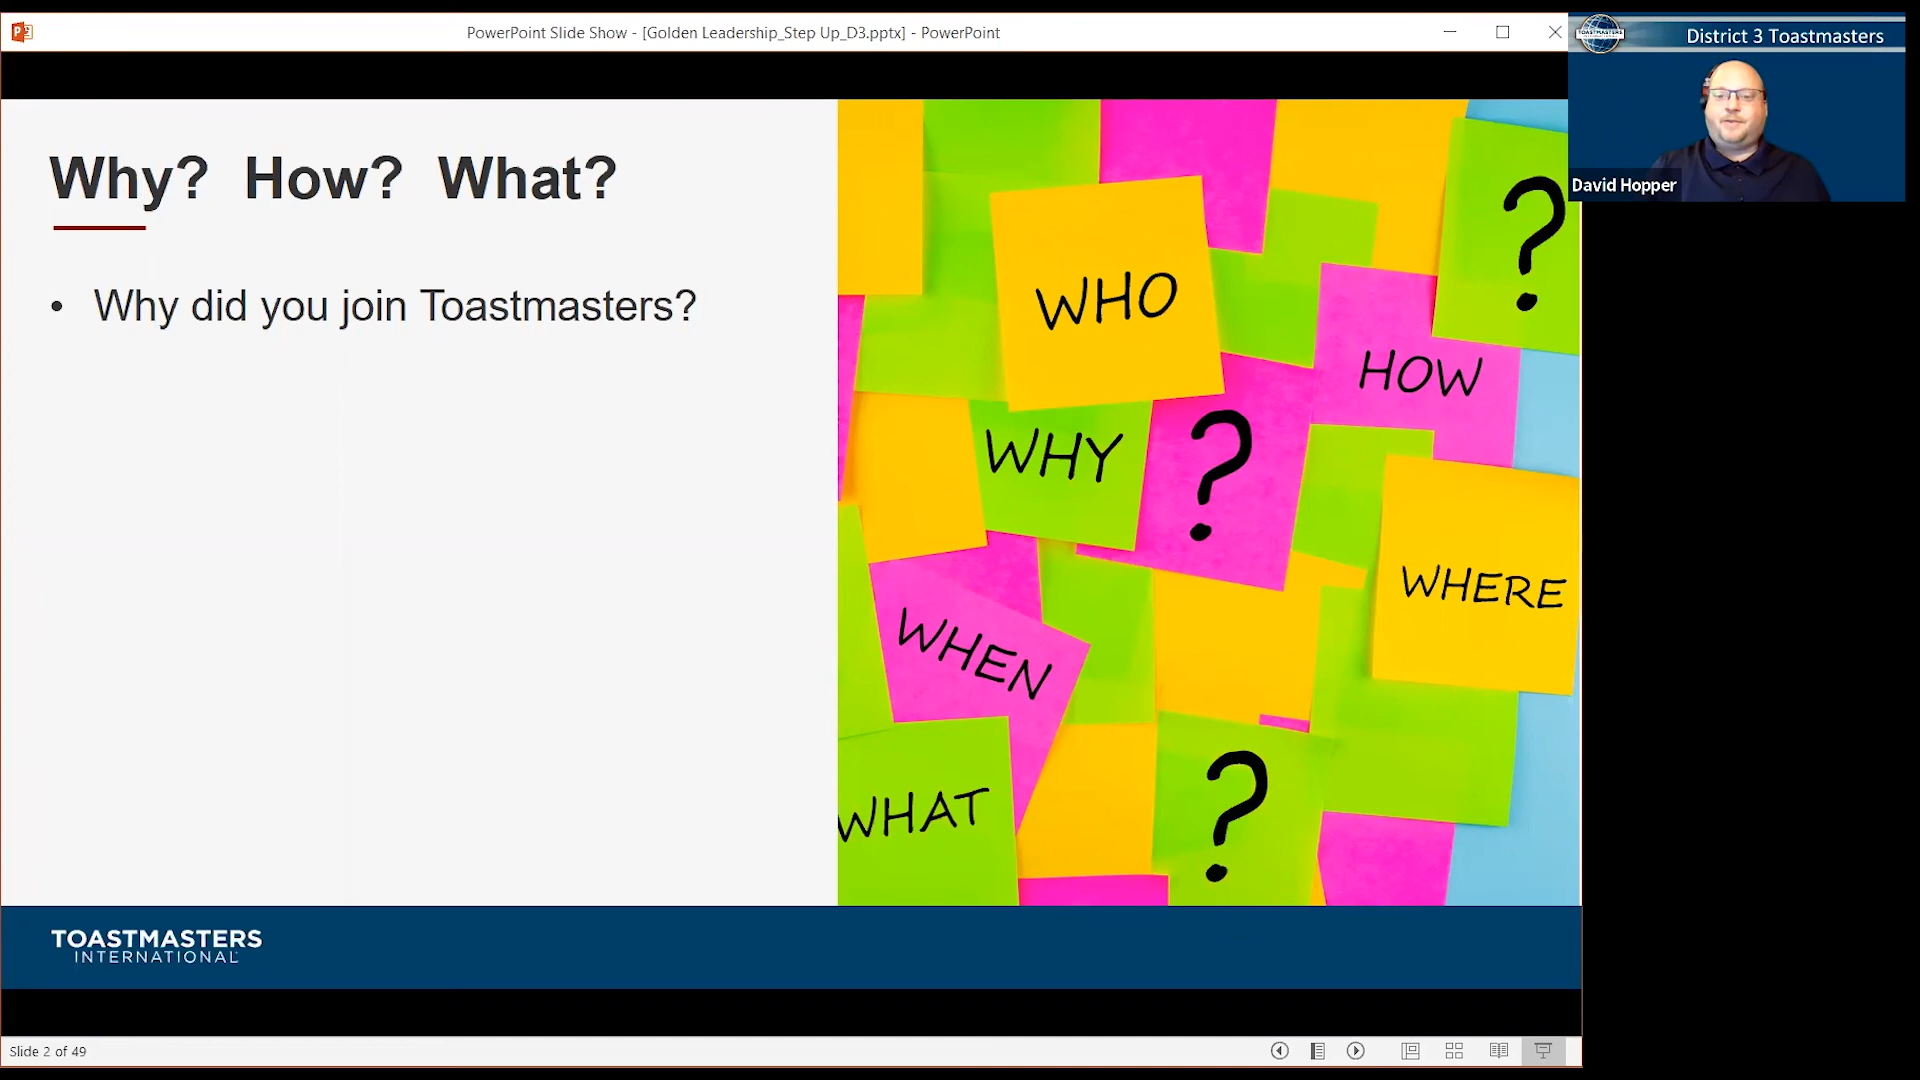 PowerPoint Slide Show - [Golden Leadership_Step Up_D3.pptx] - PowerPoint
TOASTMASTERS
District 3 Toastmasters
David Hopper
Why? How? What?
• Why did you join Toastmasters?
?
WHO
HOW
WHY
?
WHERE
WHEN
WHAT
?
TOASTMASTERS
INTERNATIONAL
Slide 2 of 49